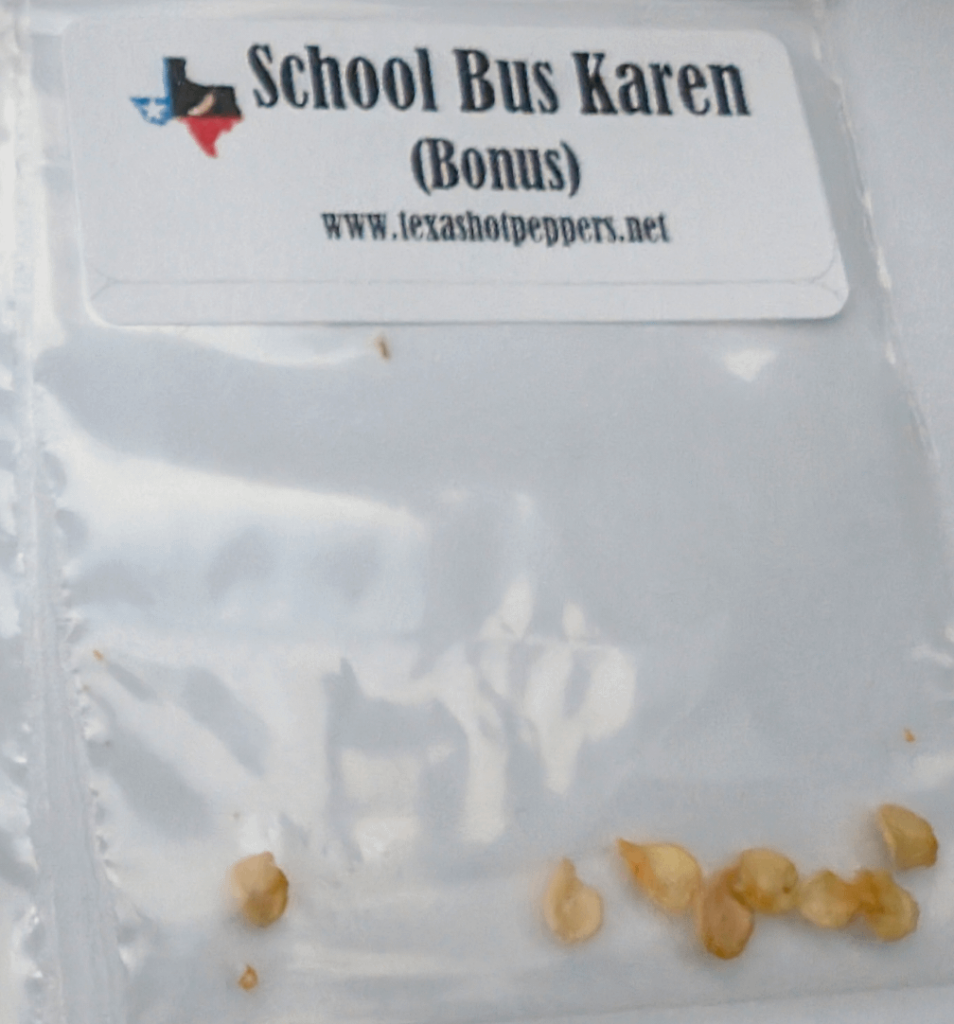 School Bus Karen
(Bonus)
www.texashotpeppers.net